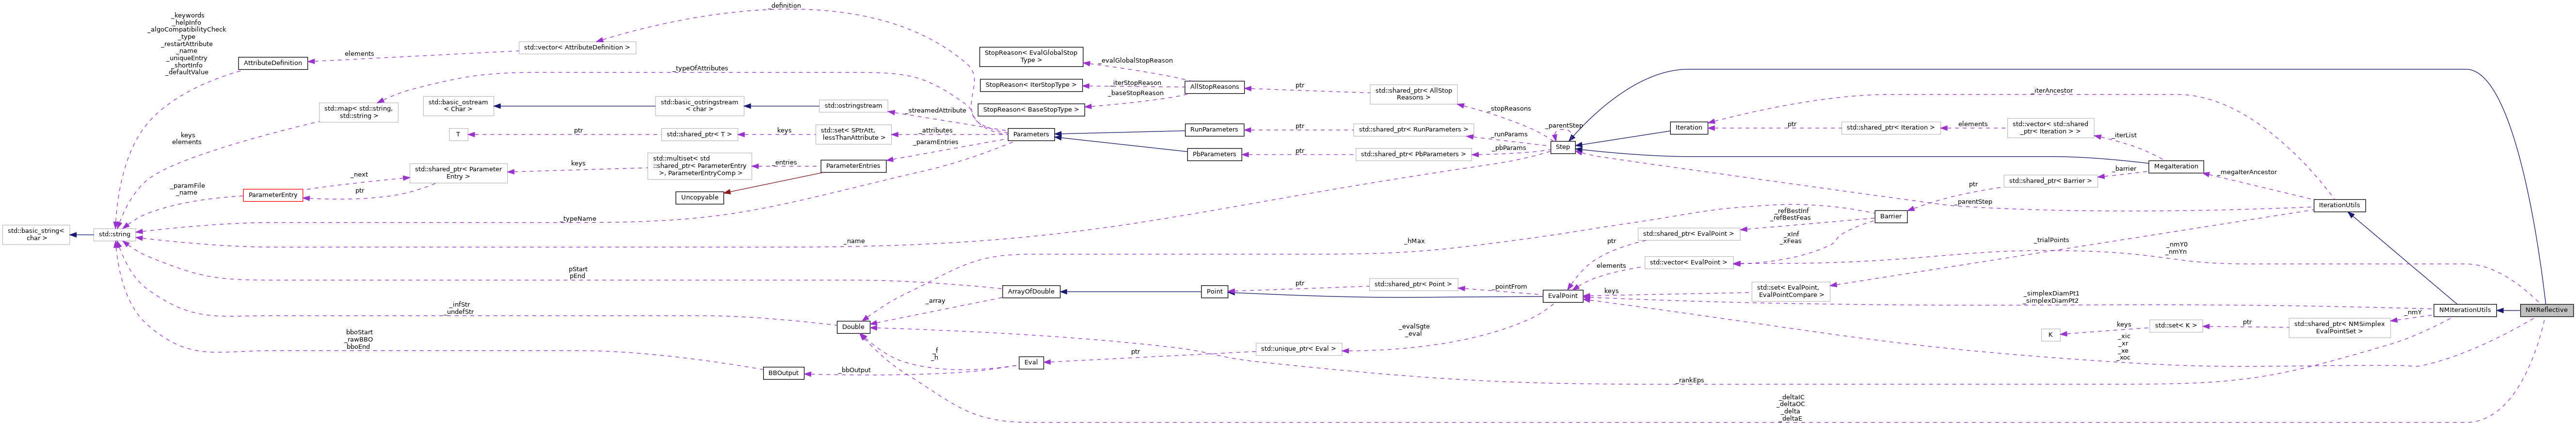 _keywords
_helpInfo
_algoCompatibilityCheck
_type
_restartAttribute
_name
_uniqueEntry
_shortInfo
_defaultValue
elements
AttributeDefinition
std::vector< AttributeDefinition >
_definition
_typeOfAttributes
std::map< std::string,
std::string >
keys
elements
std::basic_ostream
< Char >
std::basic_ostringstream
< char >
std::ostringstream
_streamedAttribute
T
ptr
std::shared_ptr< T >
keys
std::set< SPtrAtt,
lessThanAttribute >
_attributes
_paramEntries
Parameters
_next
ptr
std::shared_ptr< Parameter
Entry >
keys
std::multiset< std
::shared_ptr< ParameterEntry
>, ParameterEntryComp >
_entries
ParameterEntries
Uncopyable
_paramFile
_name
ParameterEntry
_typeName
std::basic_string<
char >
std::string
_name
pStart
pEnd
_infStr
_undefStr
bboStart
_rawBBO
bboEnd
BBOutput
_bbOutput
Double
_f
_h
_array
ArrayOfDouble
Eval
StopReason< EvalGlobalStop
Type >
StopReason< IterStopType >
StopReason< BaseStopType >
_evalGlobalStopReason
_iterStopReason
_baseStopReason
AllStopReasons
ptr
std::shared_ptr< AllStop
Reasons >
_stopReasons
RunParameters
ptr
std::shared_ptr< RunParameters >
_runParams
PbParameters
ptr
std::shared_ptr< PbParameters >
_pbParams
_parentStep
Step
Iteration
ptr
std::shared_ptr< Iteration >
elements
std::vector< std::shared
_ptr< Iteration > >
_iterAncestor
_iterList
MegaIteration
_barrier
std::shared_ptr< Barrier >
ptr
Barrier
_megaIterAncestor
_parentStep
IterationUtils
_hMax
_refBestInf
_refBestFeas
std::shared_ptr< EvalPoint >
ptr
_xInf
_xFeas
std::vector< EvalPoint >
elements
_trialPoints
_nmY0
_nmYn
std::set< EvalPoint,
EvalPointCompare >
keys
EvalPoint
_pointFrom
std::shared_ptr< Point >
ptr
Point
_simplexDiamPt1
_simplexDiamPt2
_evalSgte
_eval
std::unique_ptr< Eval >
ptr
K
keys
std::set< K >
ptr
std::shared_ptr< NMSimplex
EvalPointSet >
_nmY
NMIterationUtils
NMReflective
_xic
_xr
_xe
_xoc
_rankEps
_deltaIC
_deltaOC
_delta
_deltaE